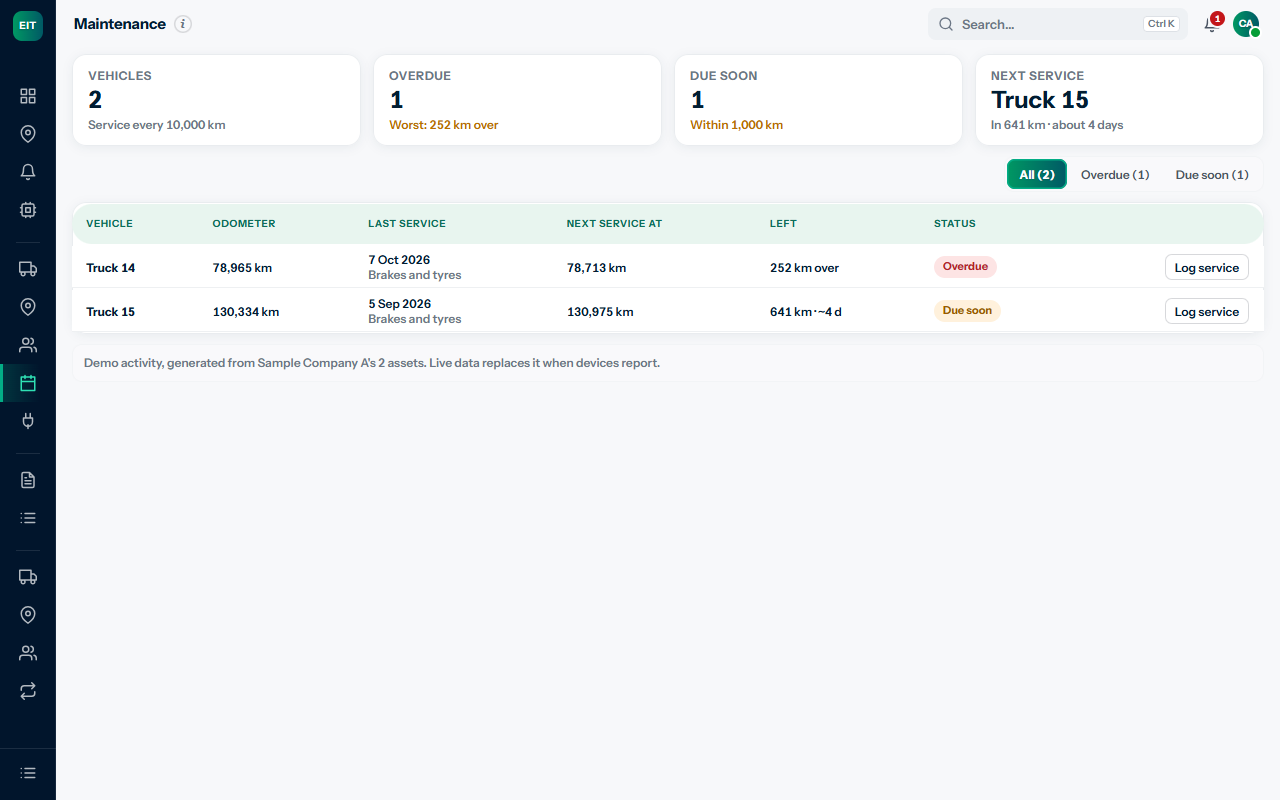 EIT
Maintenance i
Search... Ctrl K
1
CA
VEHICLES
2
Service every 10,000 km
OVERDUE
1
Worst: 252 km over
DUE SOON
1
Within 1,000 km
NEXT SERVICE
Truck 15
In 641 km · about 4 days
All (2) Overdue (1) Due soon (1)
VEHICLE ODOMETER LAST SERVICE NEXT SERVICE AT LEFT STATUS
Truck 14 78,965 km 7 Oct 2026 78,713 km 252 km over Overdue Log service
Brakes and tyres
Truck 15 130,334 km 5 Sep 2026 130,975 km 641 km · ~4 d Due soon Log service
Brakes and tyres
Demo activity, generated from Sample Company A's 2 assets. Live data replaces it when devices report.